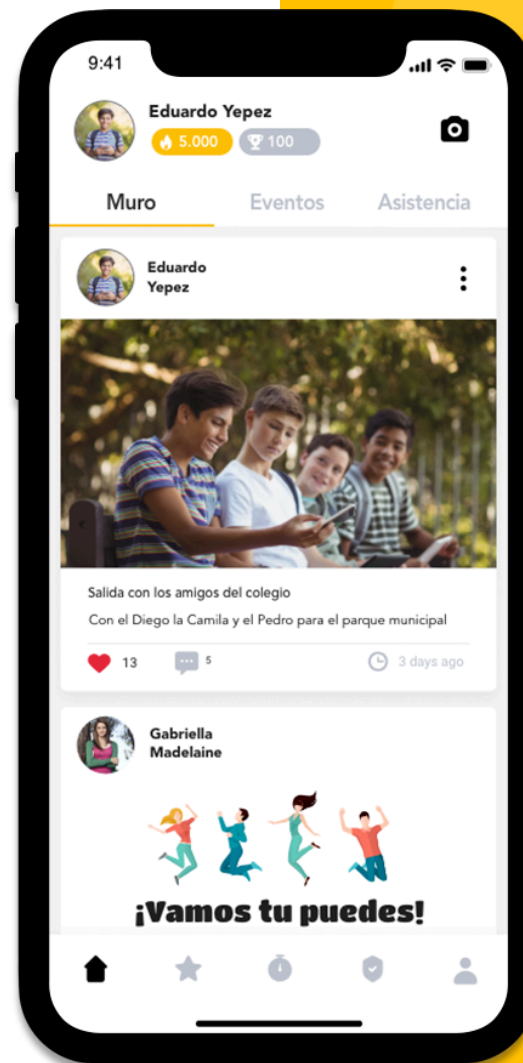 9:41
Eduardo Yepez
5.000 100
Muro Eventos Asistencia
Eduardo
Yepez
Salida con los amigos del colegio
Con el Diego la Camila y el Pedro para el parque municipal
13 5 3 days ago
Gabriella
Madelaine
¡Vamos tu puedes!